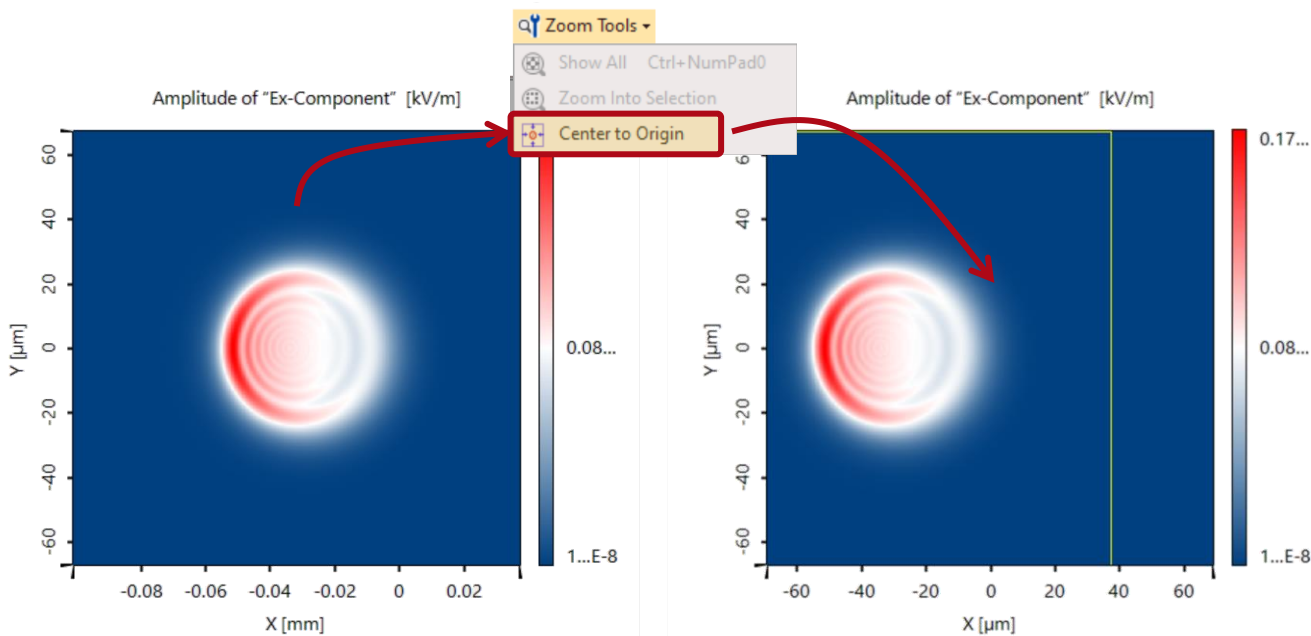 Zoom Tools
Show All Ctrl+NumPad0
Zoom Into Selection
Center to Origin
Amplitude of "Ex-Component" [kV/m]
60
40
20
0
-20
-40
-60
Y [µm]
-0.08 -0.06 -0.04 -0.02 0 0.02
X [mm]
0.08...
1...E-8
Amplitude of "Ex-Component" [kV/m]
40
20
0
-20
-40
-60
Y [µm]
-60 -40 -20 0 20 40 60
X [µm]
0.17...
0.08...
1...E-8